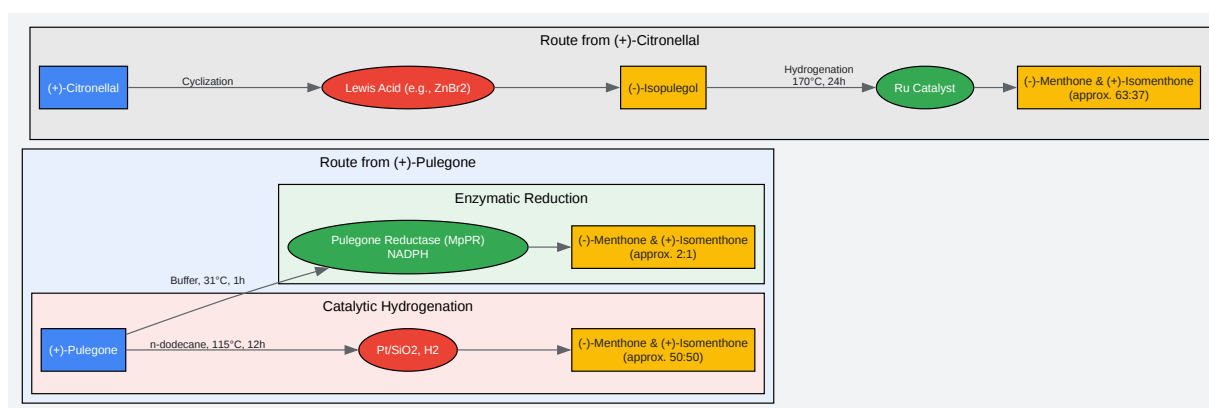 Route from (+)-Citronellal
(+)-Citronellal
Cyclization
Lewis Acid (e.g., ZnBr2)
(-)-Isopulegol
Hydrogenation
170°C, 24h
Ru Catalyst
(-)-Menthone & (+)-Isomenthone
(approx. 63:37)
Route from (+)-Pulegone
Enzymatic Reduction
Pulegone Reductase (MpPR)
NADPH
(-)-Menthone & (+)-Isomenthone
(approx. 2:1)
Buffer, 31°C, 1h
Catalytic Hydrogenation
(+)-Pulegone
n-dodecane, 115°C, 12h
Pt/SiO2, H2
(-)-Menthone & (+)-Isomenthone
(approx. 50:50)